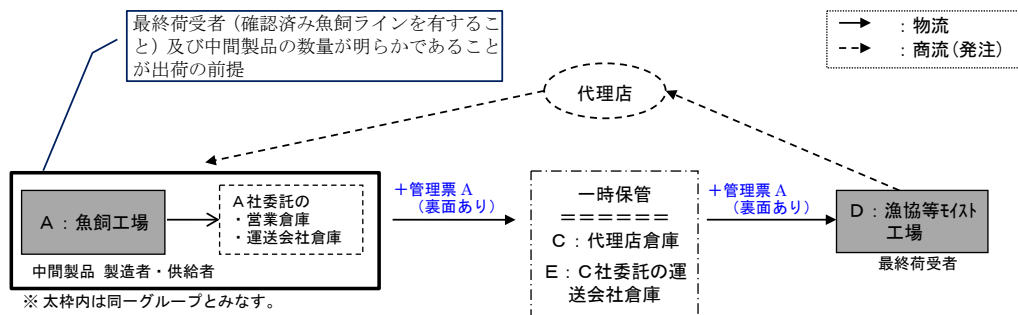 最終荷受者（確認済み魚飼ラインを有するこ
と）及び中間製品の数量が明らかであること
が出荷の前提
：物流
：商流(発注)
代理店
A：魚飼工場
A社委託の
・営業倉庫
・運送会社倉庫
＋管理票 A
（裏面あり）
一時保管
＝＝＝＝＝＝
C：代理店倉庫
E：C社委託の運
送会社倉庫
＋管理票 A
（裏面あり）
D：漁協等ﾓｲｽﾄ
工場
最終荷受者
中間製品 製造者・供給者
※ 太枠内は同一グループとみなす。